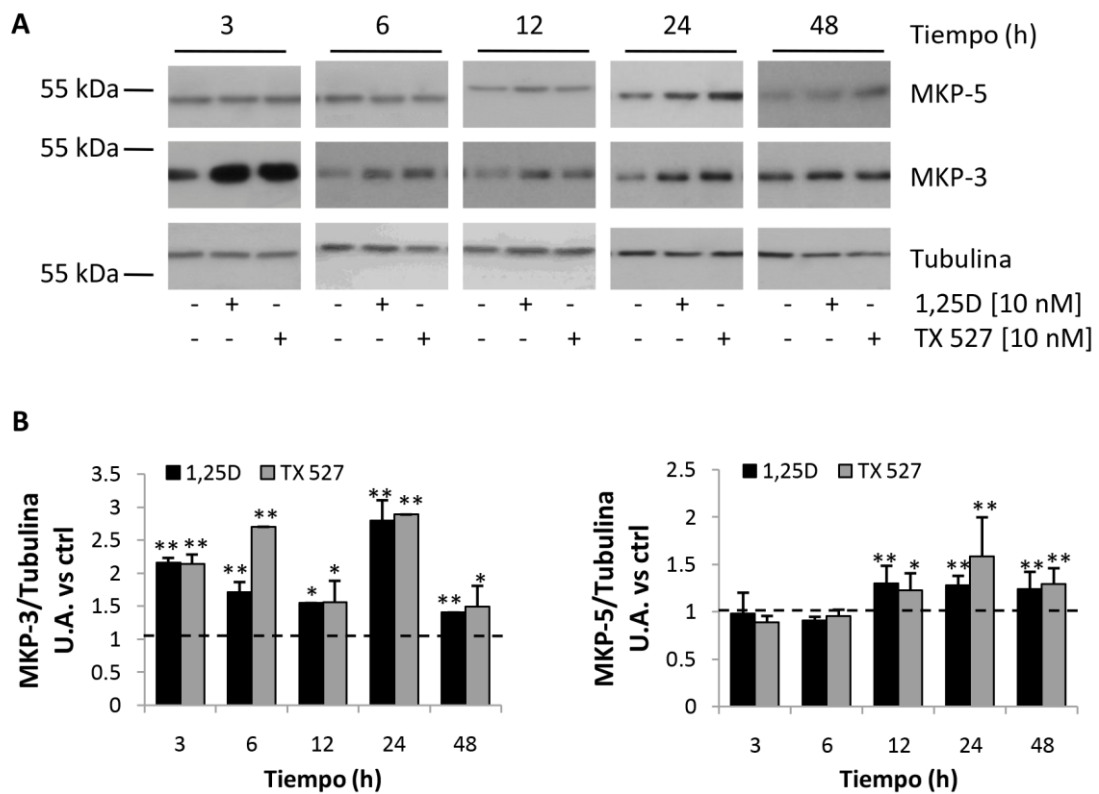 A
3 6 12 24 48 Tiempo (h)
55 kDa MKP-5
55 kDa MKP-3
55 kDa Tubulina
- + - - + - - + - - + - - + - 1,25D [10 nM]
- - + - - + - - + - - + - - + TX 527 [10 nM]
B
MKP-3/Tubulina
U.A. vs ctrl
1,25D TX 527
3.5
3
2.5
2
1.5
1
0.5
0
** ** ** ** * * ** ** ** *
3 6 12 24 48
Tiempo (h)
MKP-5/Tubulina
U.A. vs ctrl
1,25D TX 527
2.5
2
1.5
1
0.5
0
** * ** ** ** **
3 6 12 24 48
Tiempo (h)